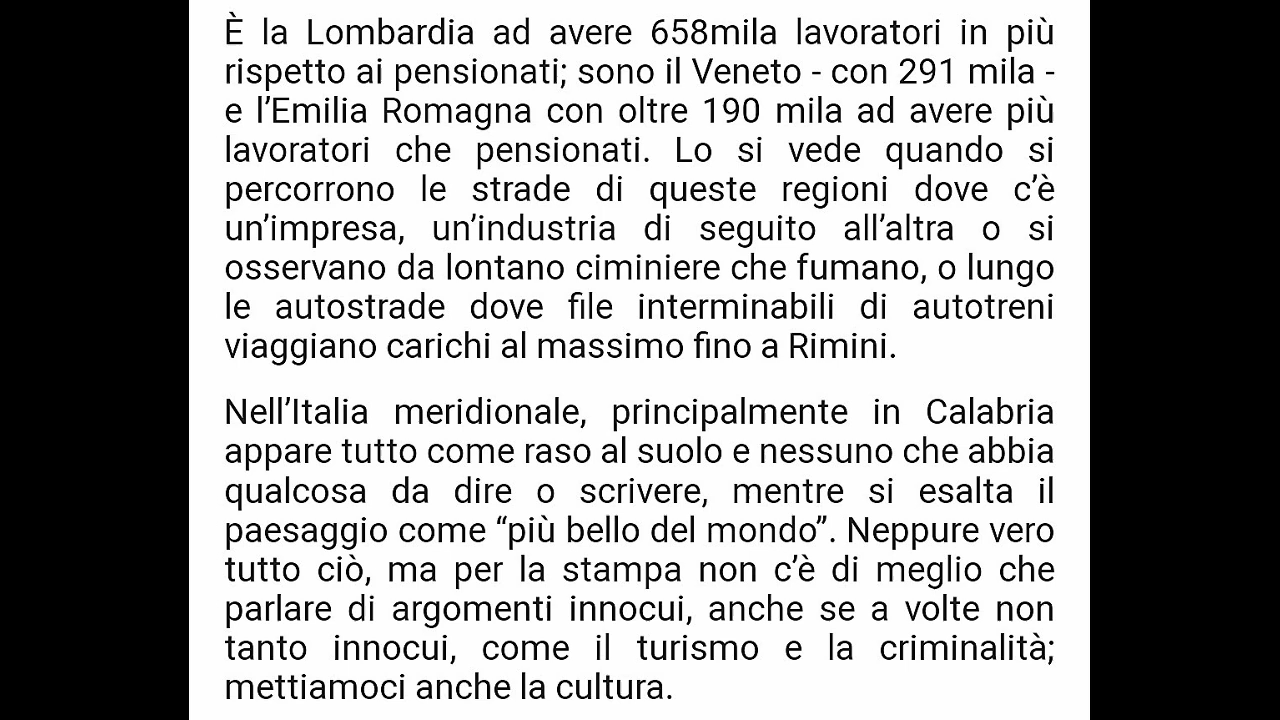 È la Lombardia ad avere 658mila lavoratori in più
rispetto ai pensionati; sono il Veneto - con 291 mila -
e l’Emilia Romagna con oltre 190 mila ad avere più
lavoratori che pensionati. Lo si vede quando si
percorrono le strade di queste regioni dove c’è
un’impresa, un’industria di seguito all’altra o si
osservano da lontano ciminiere che fumano, o lungo
le autostrade dove file interminabili di autotreni
viaggiano carichi al massimo fino a Rimini.
Nell’Italia meridionale, principalmente in Calabria
appare tutto come raso al suolo e nessuno che abbia
qualcosa da dire o scrivere, mentre si esalta il
paesaggio come “più bello del mondo”. Neppure vero
tutto ciò, ma per la stampa non c’è di meglio che
parlare di argomenti innocui, anche se a volte non
tanto innocui, come il turismo e la criminalità;
mettiamoci anche la cultura.